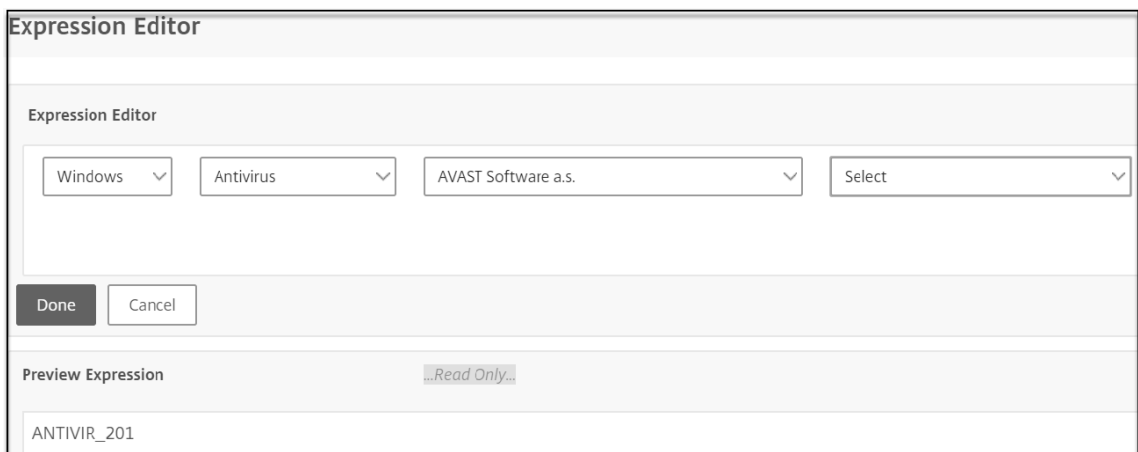 Expression Editor
Expression Editor
Windows Antivirus AVAST Software a.s. Select
Done Cancel
Preview Expression ...Read Only...
ANTIVIR_201